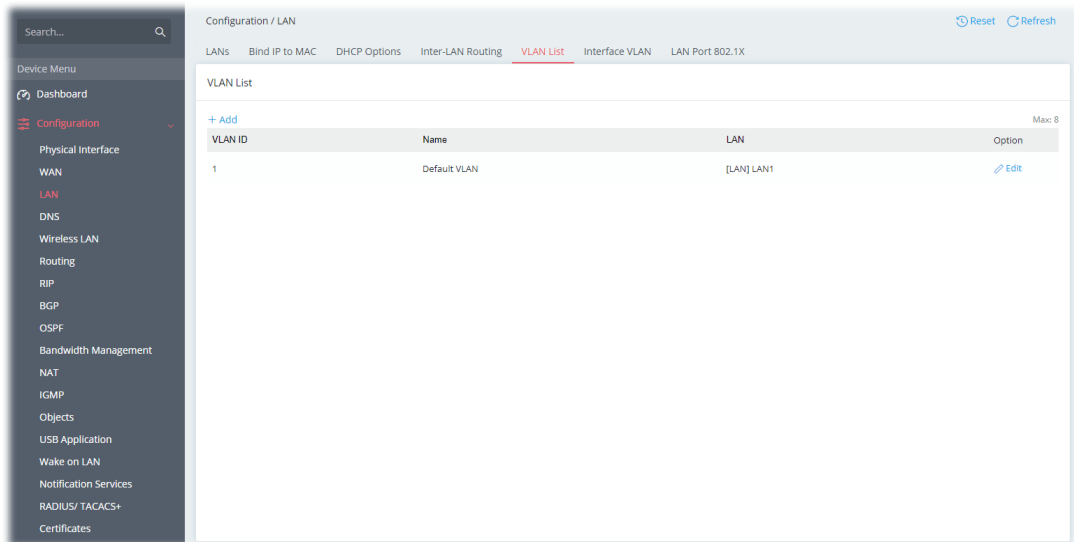 Search...
Device Menu
Dashboard
Configuration
Physical Interface
WAN
LAN
DNS
Wireless LAN
Routing
RIP
BGP
OSPF
Bandwidth Management
NAT
IGMP
Objects
USB Application
Wake on LAN
Notification Services
RADIUS/ TACACS+
Certificates
Configuration / LAN
Reset Refresh
LANs Bind IP to MAC DHCP Options Inter-LAN Routing VLAN List Interface VLAN LAN Port 802.1X
VLAN List
+ Add Max: 8
VLAN ID Name LAN Option
1 Default VLAN [LAN] LAN1 Edit